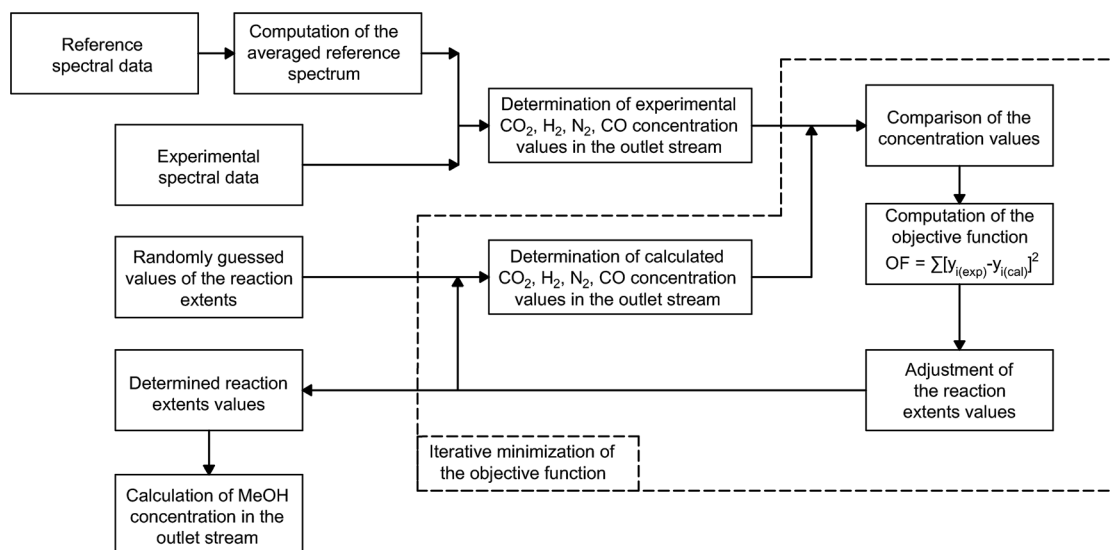 Reference
spectral data
Computation of the
averaged reference
spectrum
Experimental
spectral data
Determination of experimental
CO₂, H₂, N₂, CO concentration
values in the outlet stream
Comparison of the
concentration values
Randomly guessed
values of the reaction
extents
Determination of calculated
CO₂, H₂, N₂, CO concentration
values in the outlet stream
Computation of the
objective function
OF = ∑[y_i(exp)-y_i(cal)]²
Determined reaction
extents values
Adjustment of
the reaction
extents values
Iterative minimization of
the objective function
Calculation of MeOH
concentration in the
outlet stream